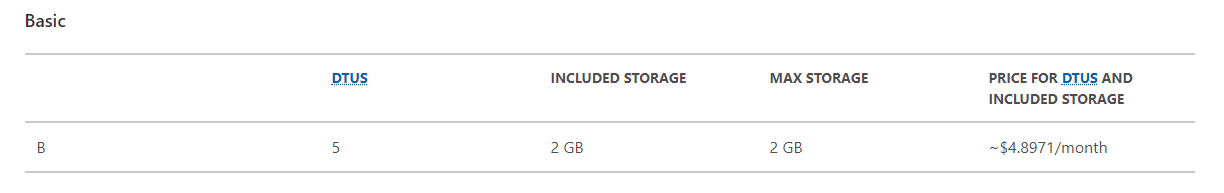 Basic
DTUS INCLUDED STORAGE MAX STORAGE PRICE FOR DTUS AND
INCLUDED STORAGE
B 5 2 GB 2 GB ~$4.8971/month